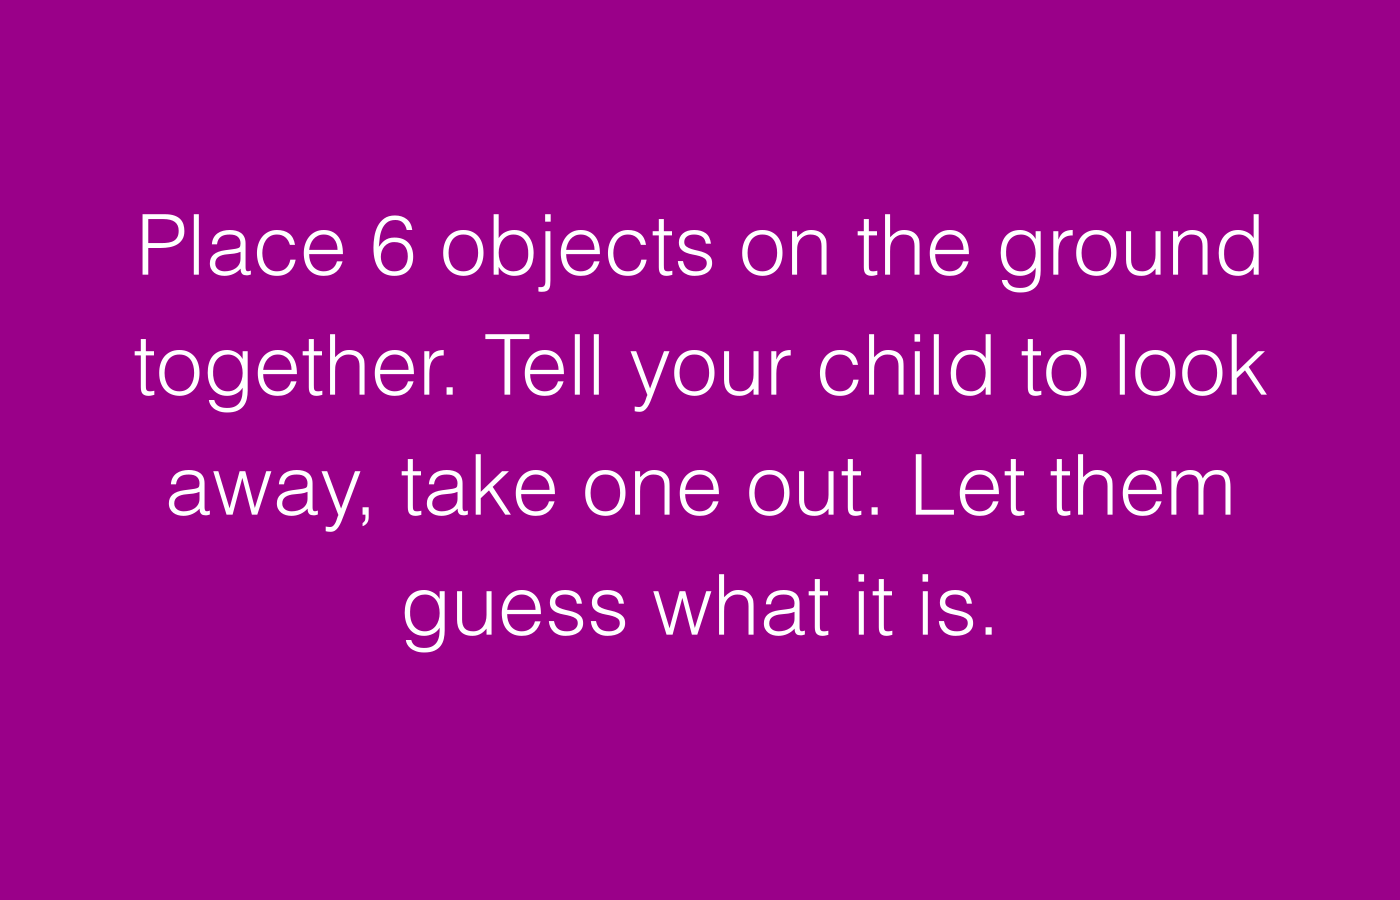 Place 6 objects on the ground
together. Tell your child to look
away, take one out. Let them
guess what it is.